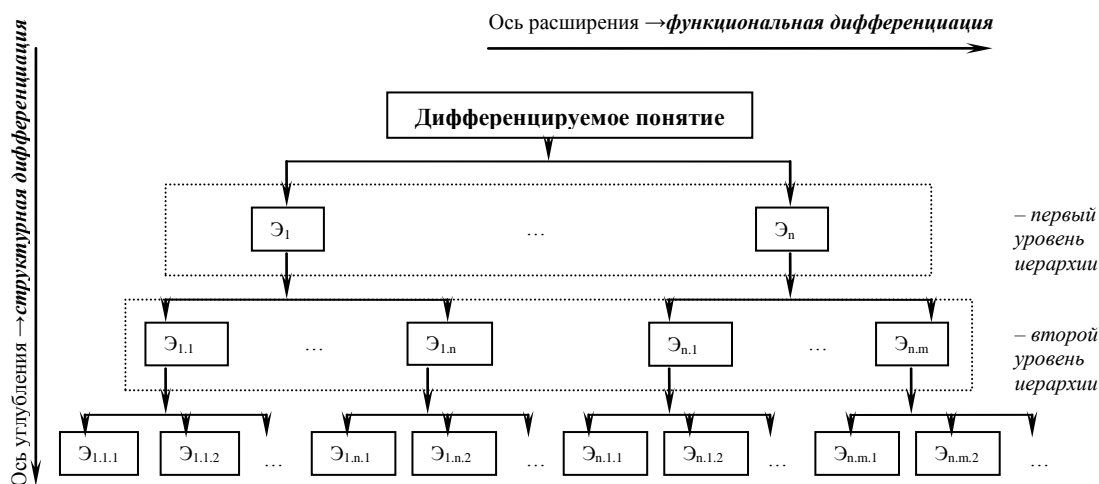 Ось расширения →функциональная дифференциация
Ось углубления →структурная дифференциация
Дифференцируемое понятие
Э1 … Эn
– первый
уровень
иерархии
Э1.1 … Э1.n … Эn.1 … Эn.m
– второй
уровень
иерархии
Э1.1.1 Э1.1.2 … Э1.n.1 Э1.n.2 … Эn.1.1 Эn.1.2 … Эn.m.1 Эn.m.2 …